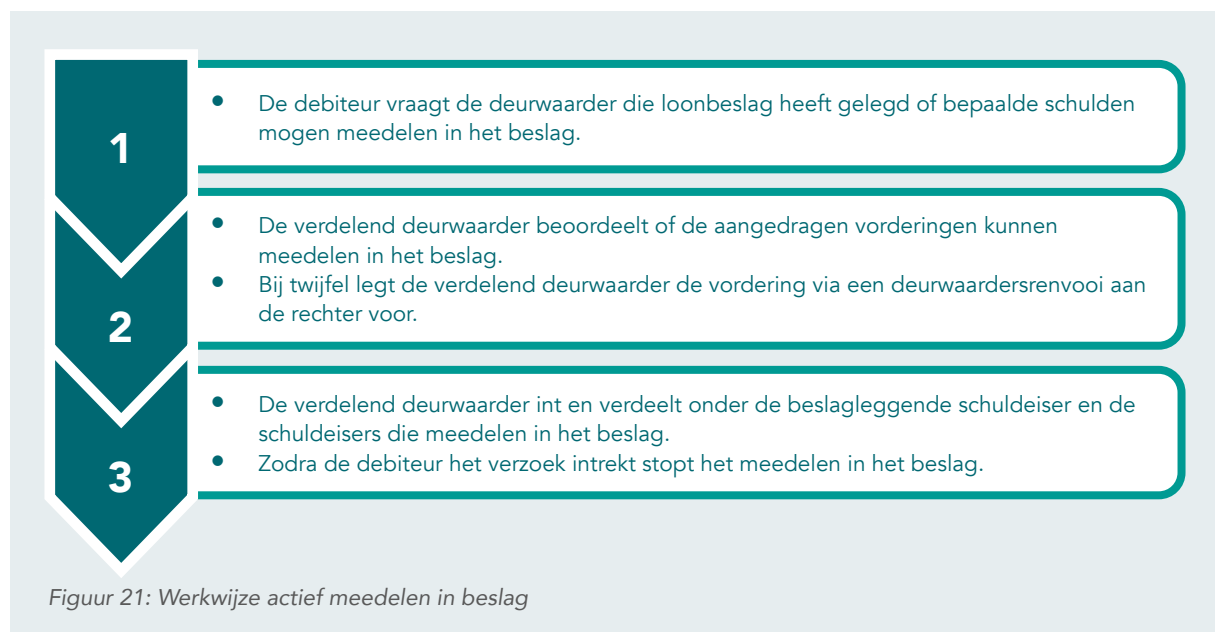 1
• De debiteur vraagt de deurwaarder die loonbeslag heeft gelegd of bepaalde schulden
mogen meedelen in het beslag.
2
• De verdelend deurwaarder beoordeelt of de aangedragen vorderingen kunnen
meedelen in het beslag.
• Bij twijfel legt de verdelend deurwaarder de vordering via een deurwaardersrenvooi aan
de rechter voor.
3
• De verdelend deurwaarder int en verdeelt onder de beslagleggende schuldeiser en de
schuldeisers die meedelen in het beslag.
• Zodra de debiteur het verzoek intrekt stopt het meedelen in het beslag.
Figuur 21: Werkwijze actief meedelen in beslag